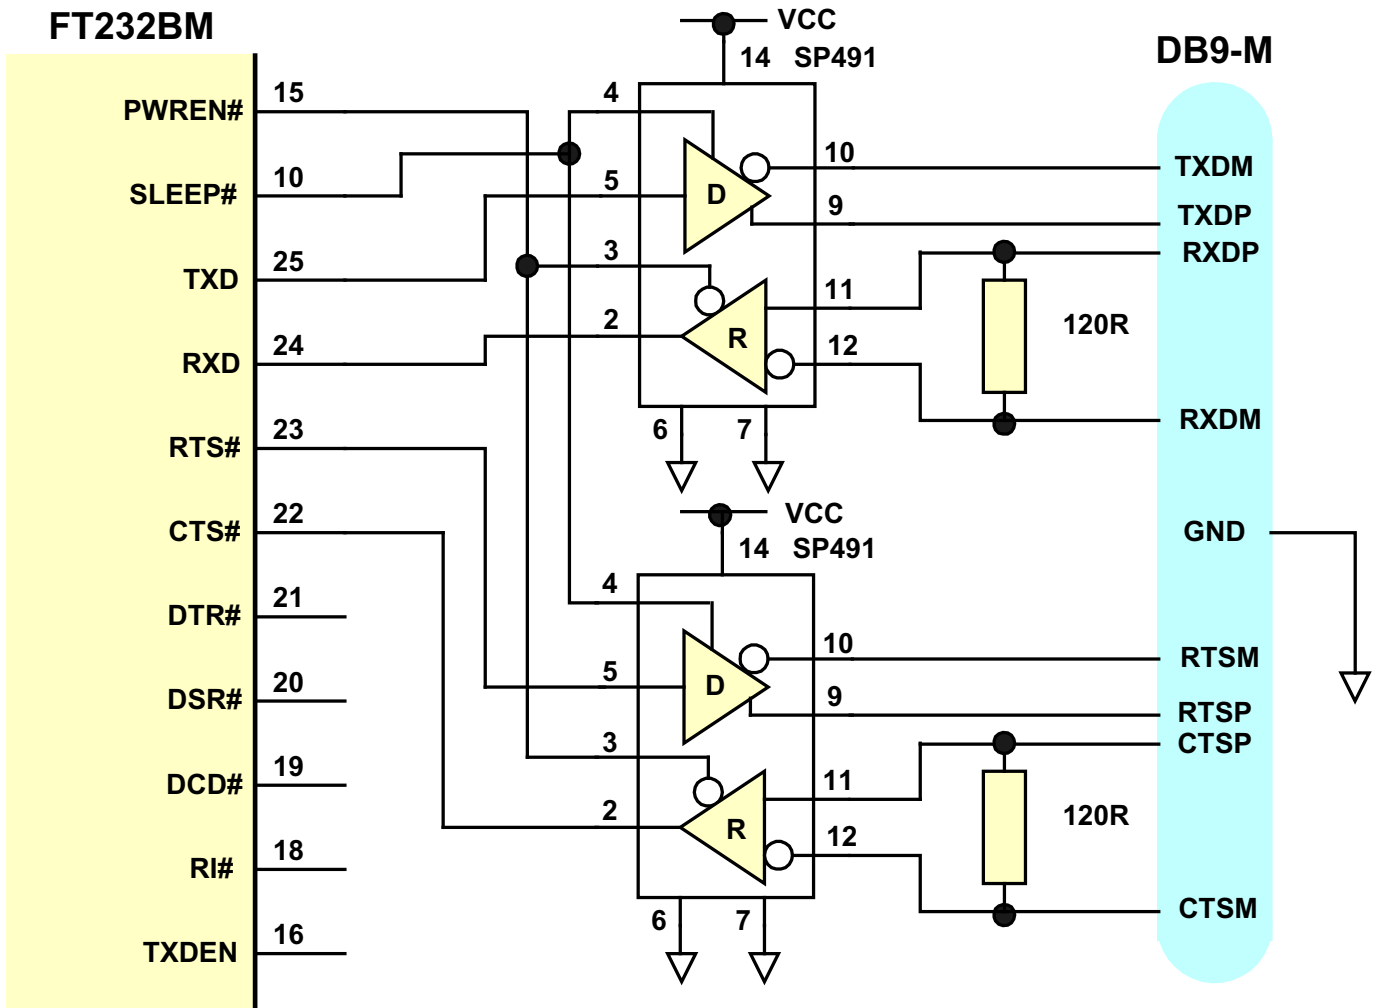 FT232BM
VCC
14 SP491
DB9-M
PWREN# 15
SLEEP# 10
TXD 25
RXD 24
RTS# 23
CTS# 22
DTR# 21
DSR# 20
DCD# 19
RI# 18
TXDEN 16
4
5
3
2
D
R
10
9
11
12
6 7
120R
TXDM
TXDP
RXDP
RXDM
GND
VCC
14 SP491
4
5
3
2
D
R
10
9
11
12
6 7
120R
RTSM
RTSP
CTSP
CTSM